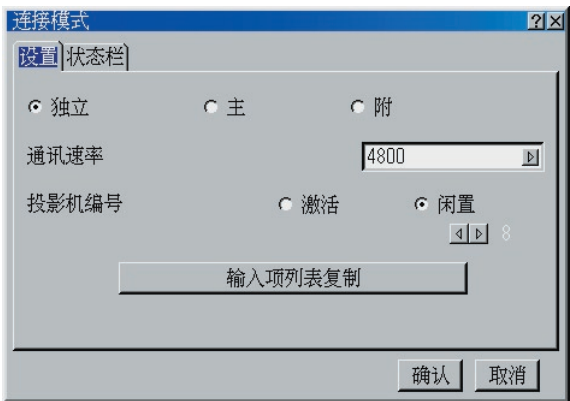 连接模式
设置 状态栏
独立 主 附
通讯速率 4800
投影机编号 激活 闲置
8
输入项列表复制
确认 取消